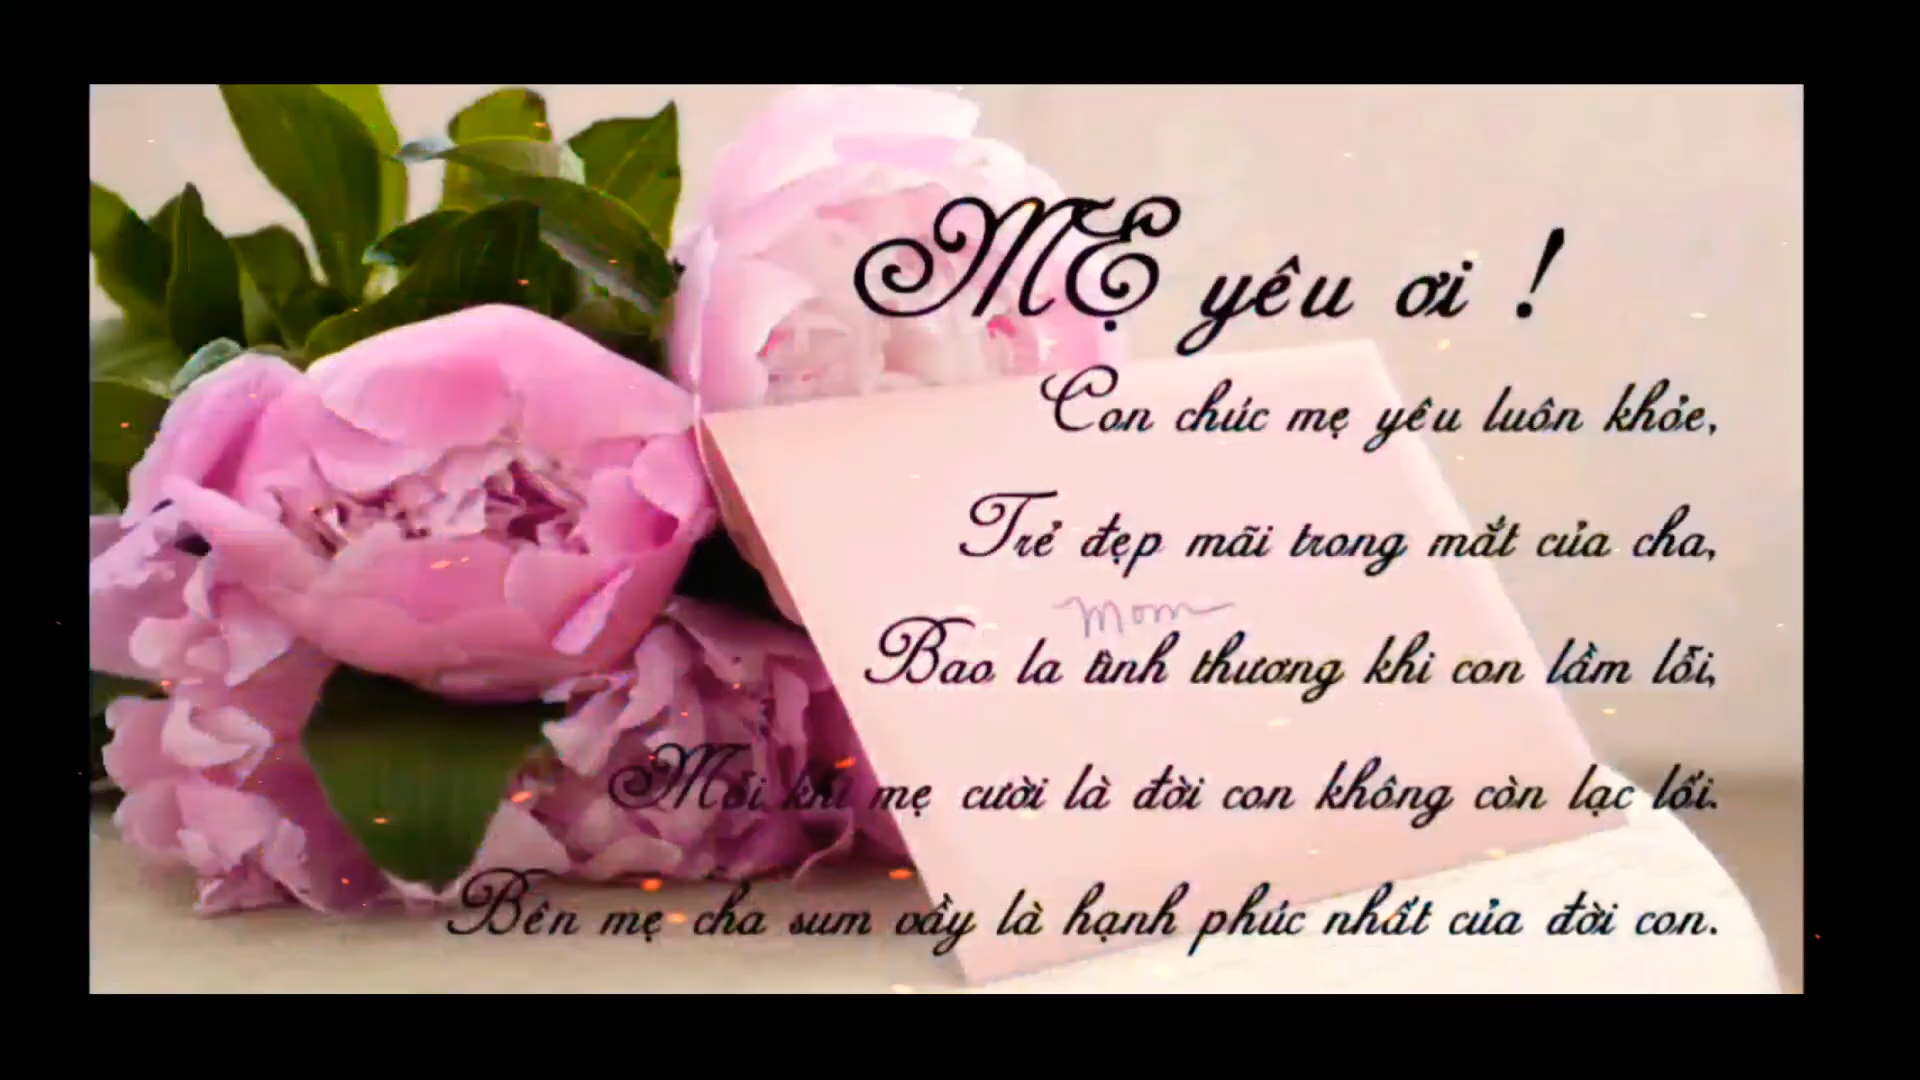 MẸ yêu ơi !
Con chúc mẹ yêu luôn khỏe,
Trẻ đẹp mãi trong mắt của cha,
Mom
Bao la tình thương khi con lầm lỗi,
Mỗi khi mẹ cười là đời con không còn lạc lối.
Bên mẹ cha sum vầy là hạnh phúc nhất của đời con.